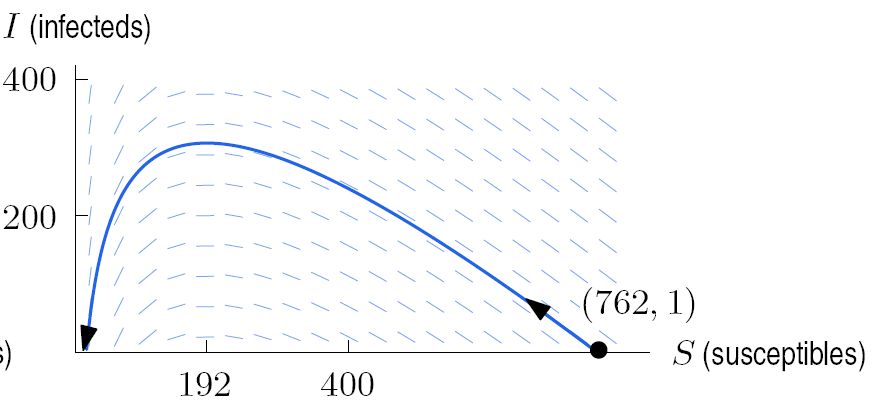 I (infecteds)
400
200
(762, 1)
s)
S (susceptibles)
192
400